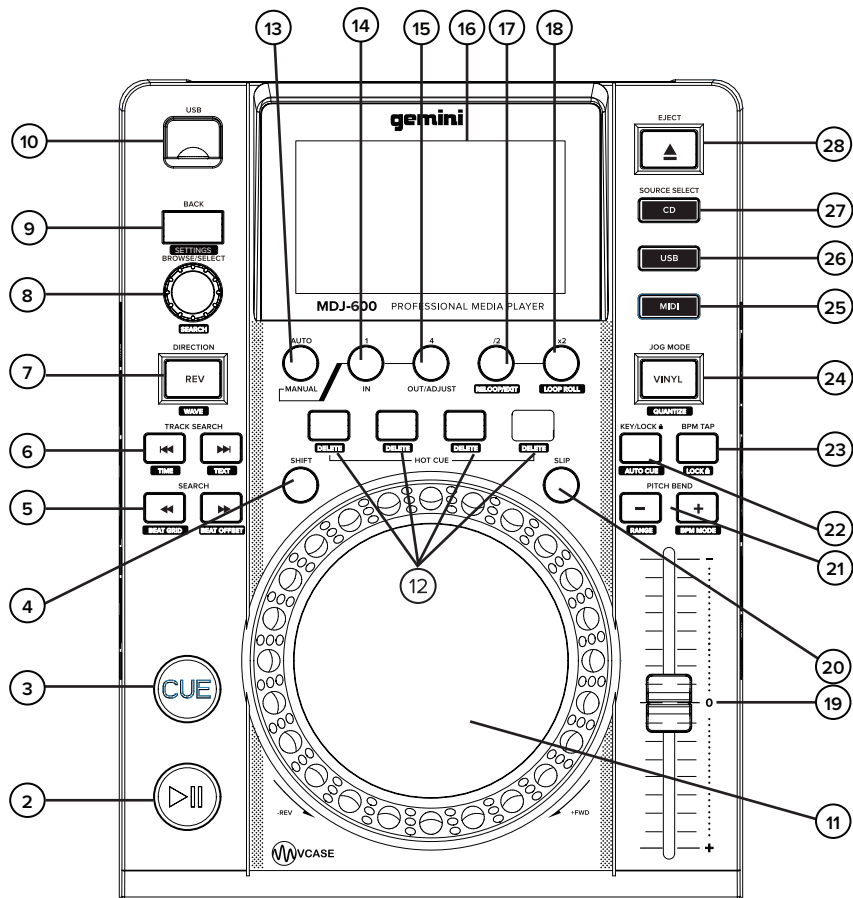 13 14 15 16 17 18
USB
gemini
EJECT
10
28
SOURCE SELECT
CD
27
BACK
9
SETTINGS
USB
26
BROWSE/SELECT
8
MIDI
25
SEARCH
MDJ-600 PROFESSIONAL MEDIA PLAYER
DIRECTION
AUTO 1 4 /2 x2
JOG MODE
7
REV
VINYL
24
MANUAL IN OUT/ADJUST RELOOP/EXIT LOOP ROLL
WAVE
QUANTIZE
TRACK SEARCH
KEY/LOCK BPM TAP
6
23
DELETE DELETE DELETE DELETE
HOT CUE
TIME TEXT
AUTO CUE LOCK
SHIFT SLIP
SEARCH
PITCH BEND
5
- +
22
BEAT GRID BEAT OFFSET
RANGE BPM MODE
21
12
-
4
20
3
CUE
0
19
2
11
-REV +FWD
+
VCASE